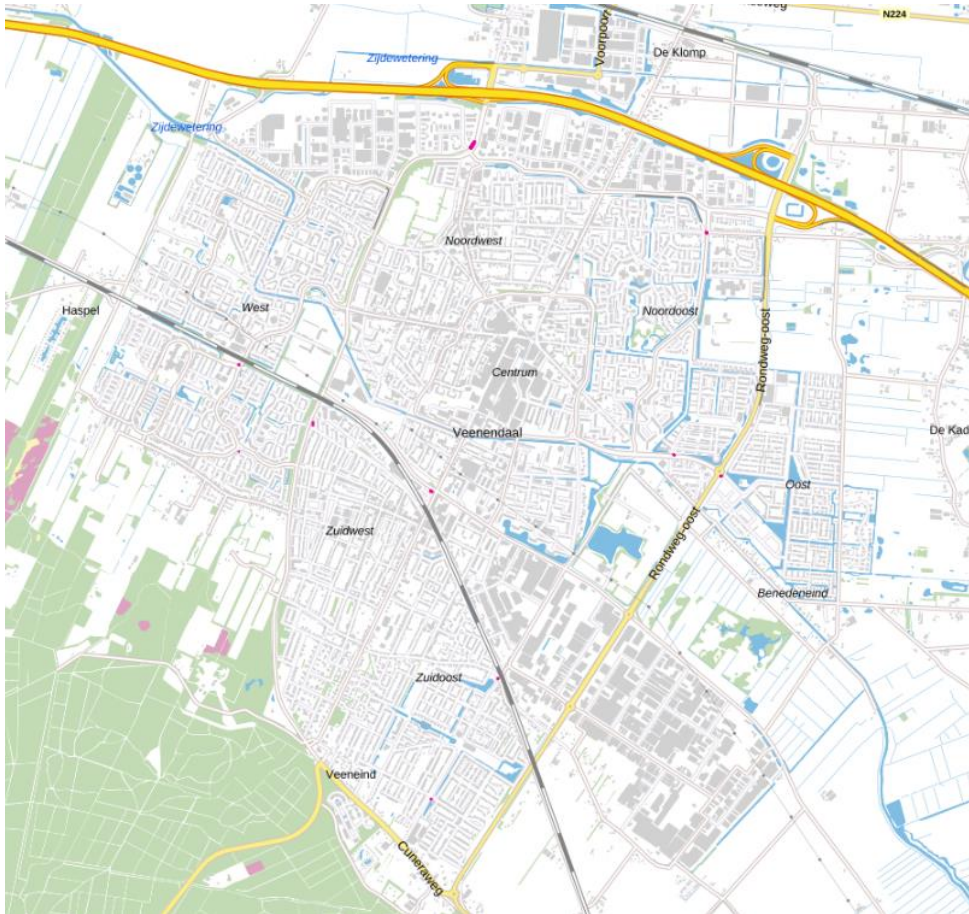 N224
De Klomp
Voorpoort
Zijdewetering
Zijdewetering
Noordwest
West
Haspel
Noordoost
Rondweg-oost
Centrum
Veenendaal
De Kad
Oost
Zuidwest
Rondweg-oost
Benedeneind
Zuidoost
Veeneind
Cuneraweg